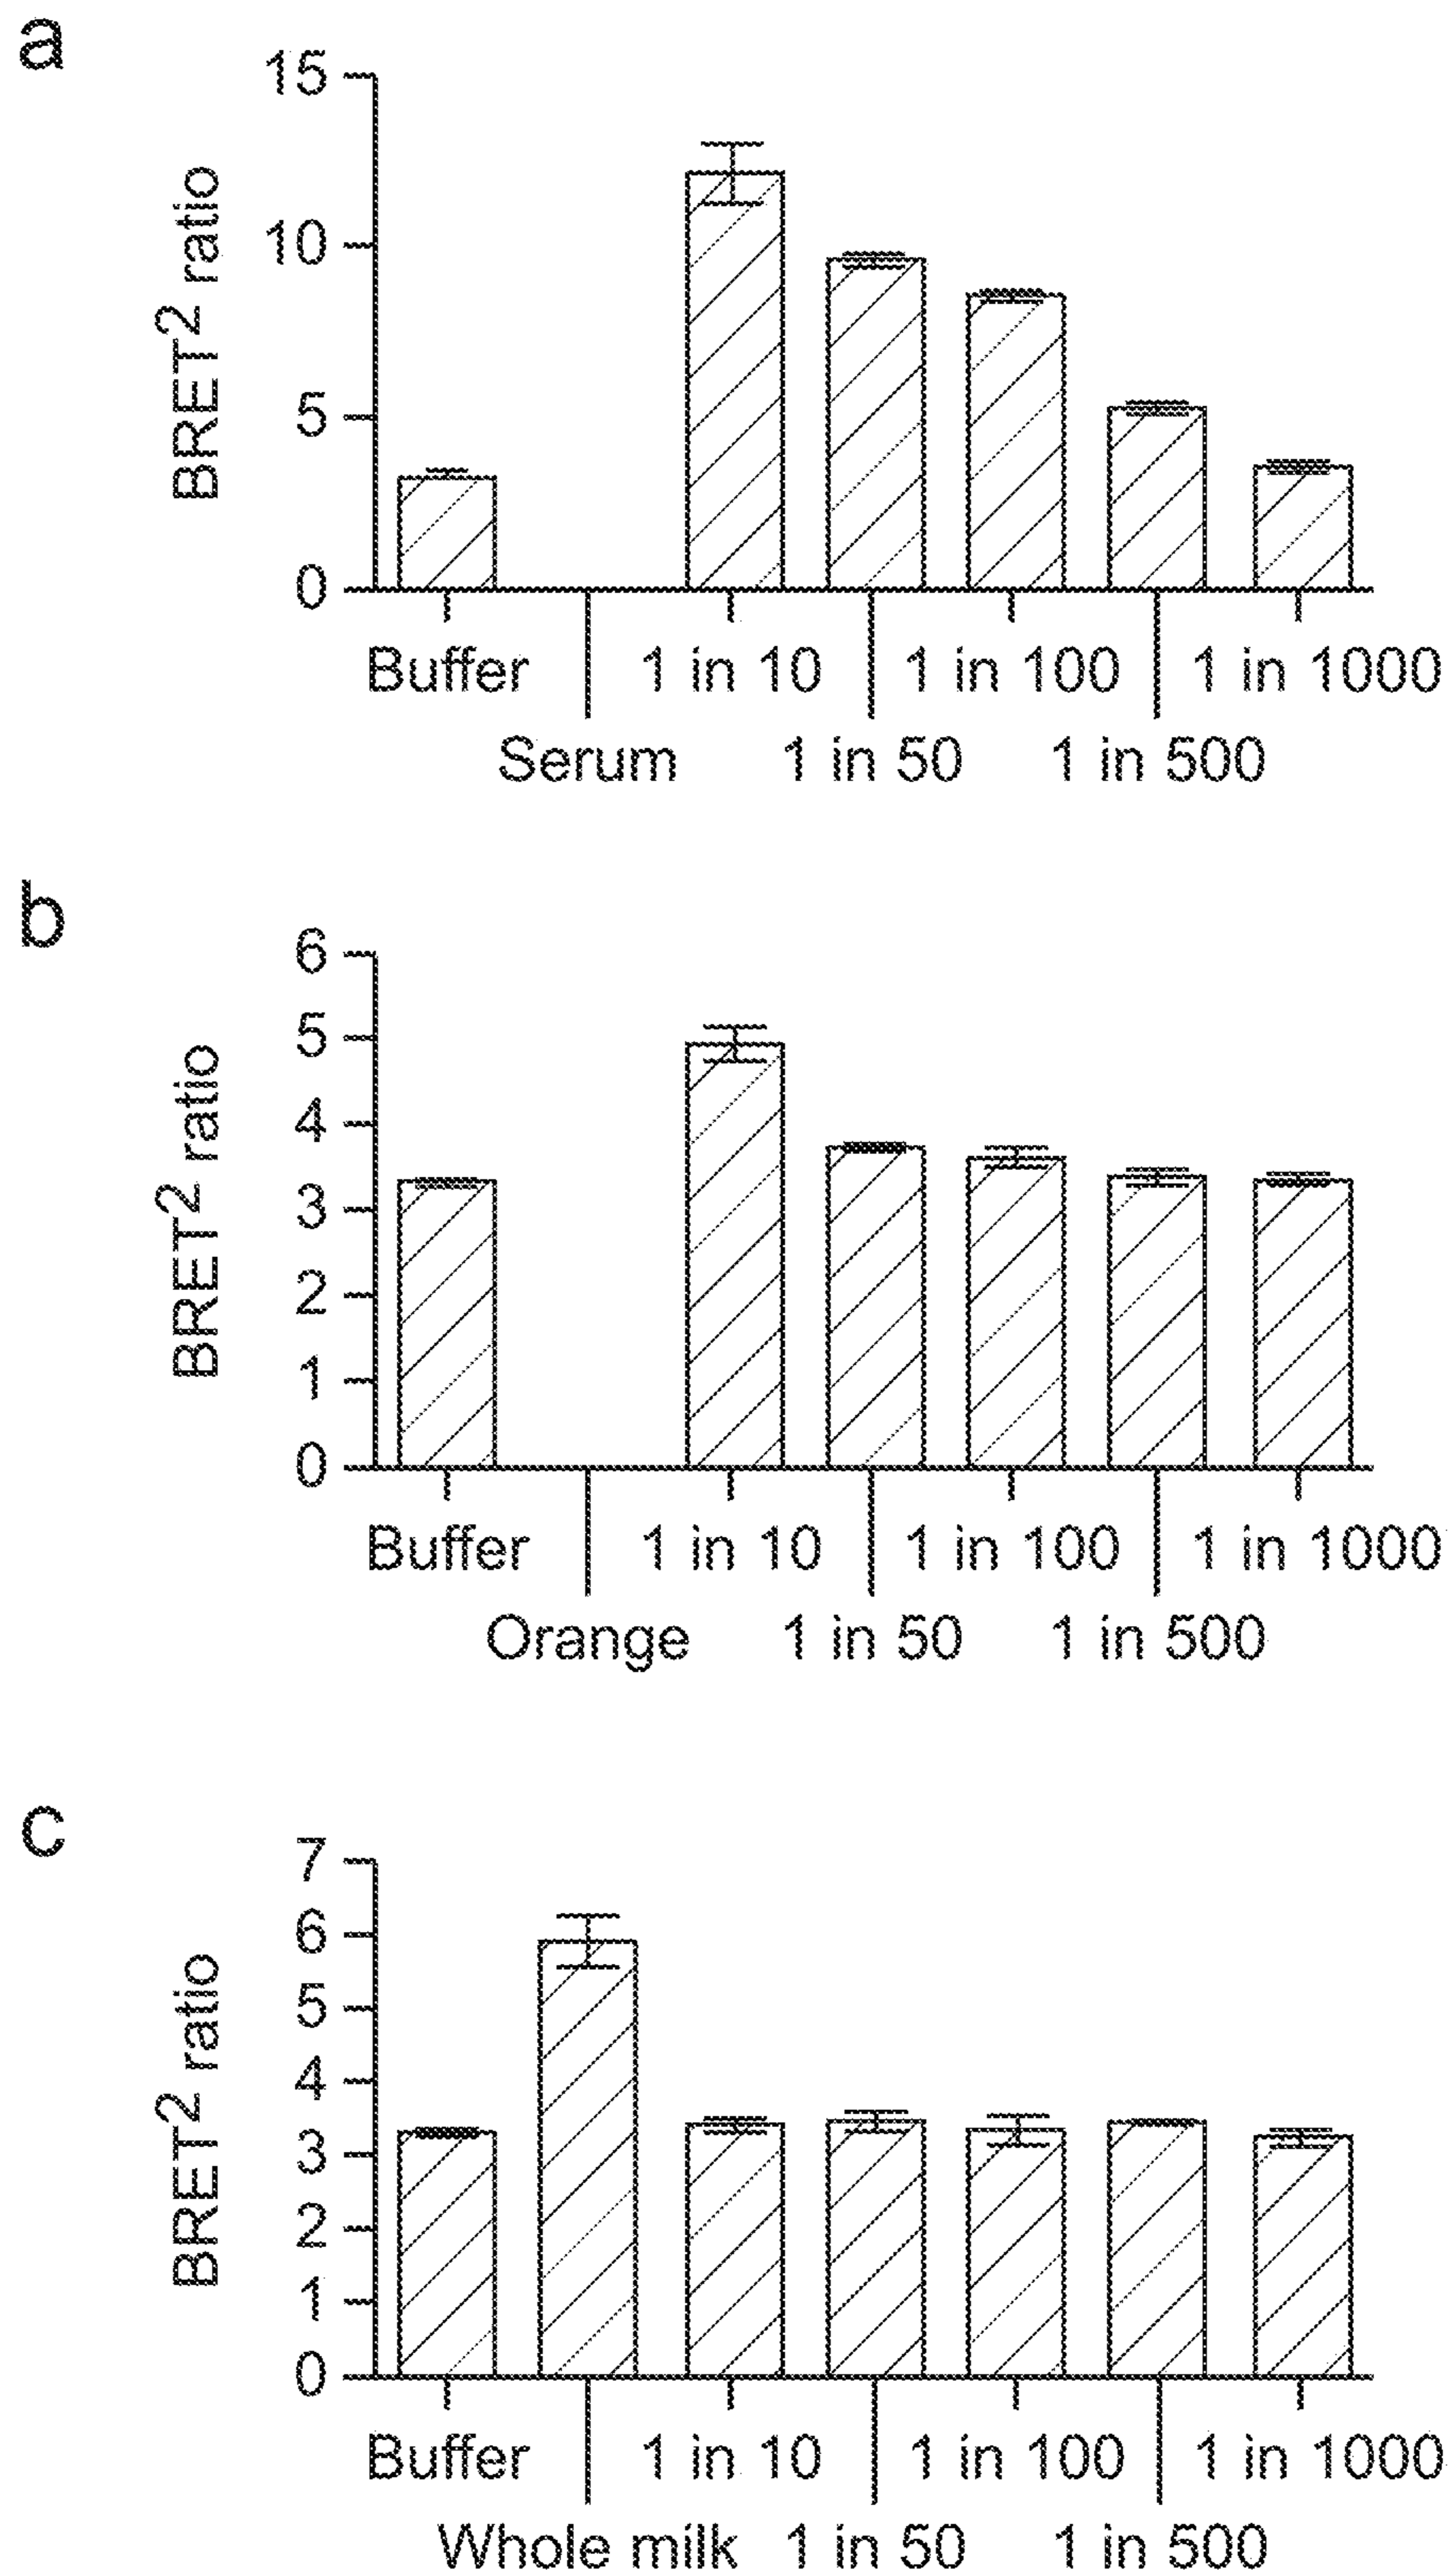 a
15
10
5
0
BRET2 ratio
Buffer 1 in 10 1 in 100 1 in 1000
Serum 1 in 50 1 in 500
b
6
5
4
3
2
1
0
BRET2 ratio
Buffer 1 in 10 1 in 100 1 in 1000
Orange 1 in 50 1 in 500
c
7
6
5
4
3
2
1
0
BRET2 ratio
Buffer 1 in 10 1 in 100 1 in 1000
Whole milk 1 in 50 1 in 500